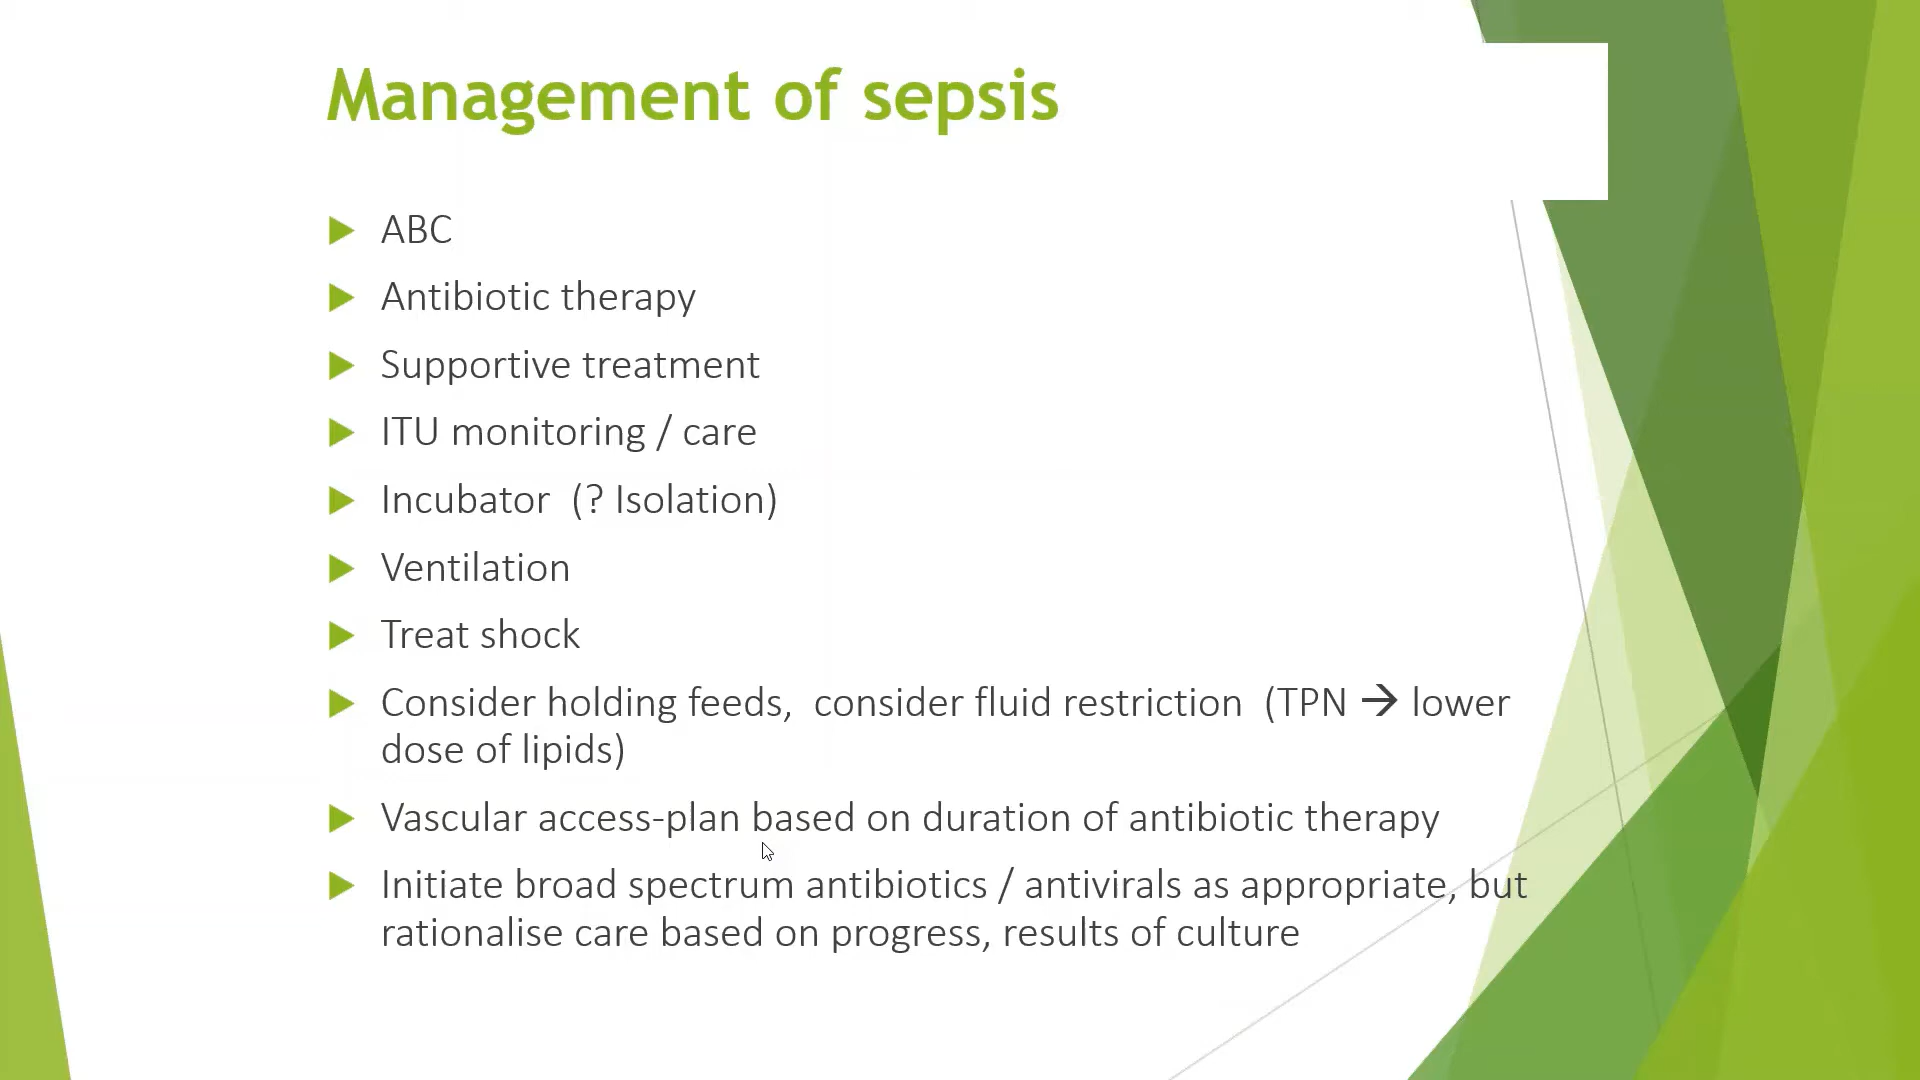 Management of sepsis
ABC
Antibiotic therapy
Supportive treatment
ITU monitoring / care
Incubator  (? Isolation)
Ventilation
Treat shock
Consider holding feeds,  consider fluid restriction  (TPN → lower
dose of lipids)
Vascular access-plan based on duration of antibiotic therapy
Initiate broad spectrum antibiotics / antivirals as appropriate, but
rationalise care based on progress, results of culture